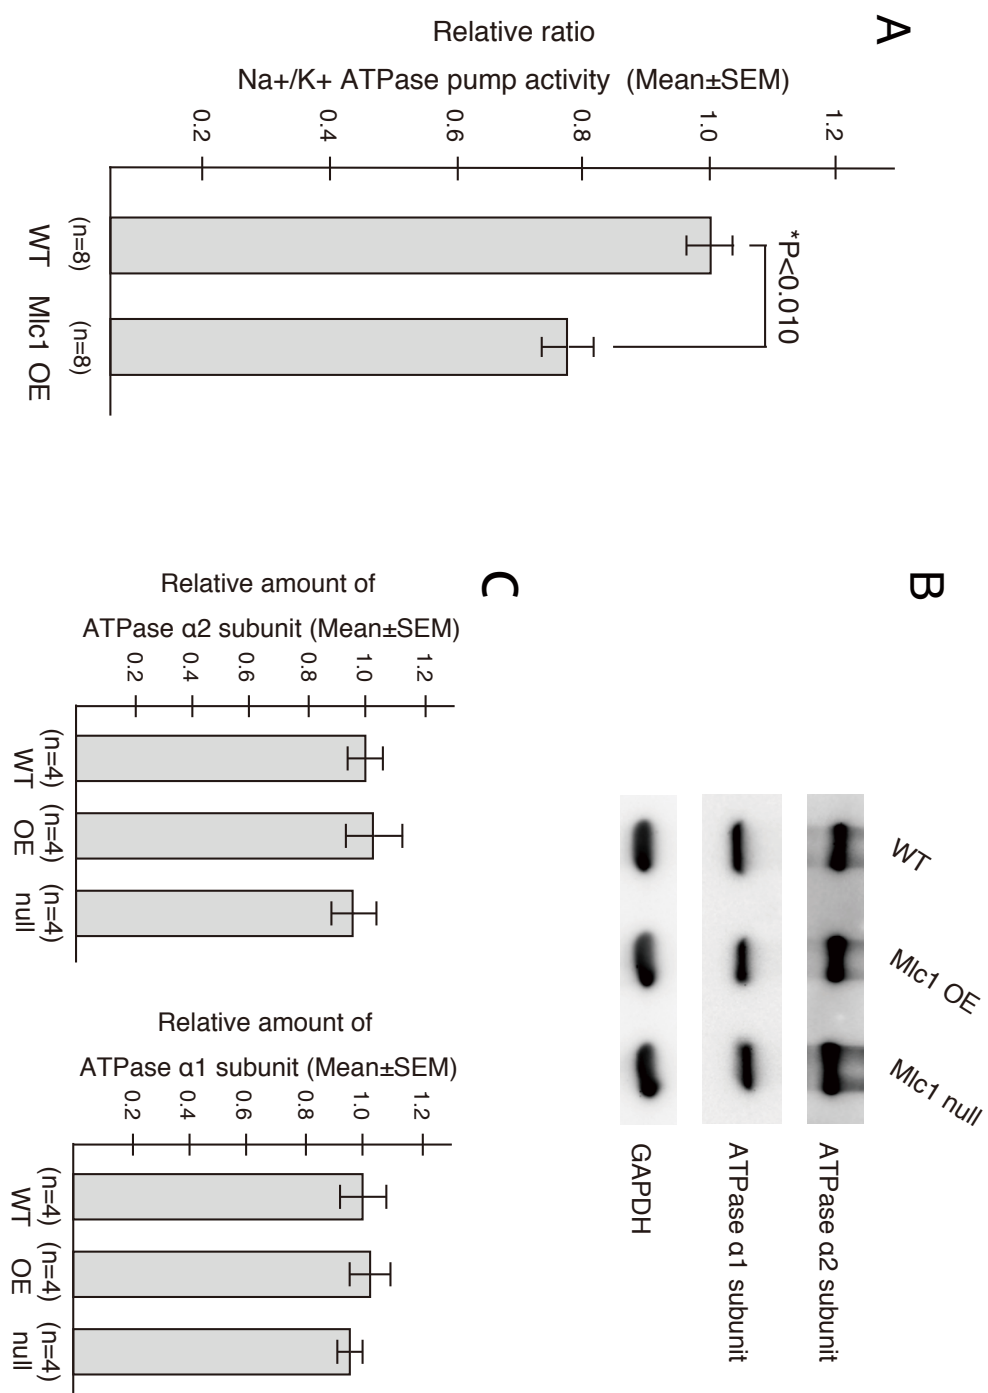 A
Relative ratio
Na+/K+ ATPase pump activity (Mean±SEM)
1.2
1.0
0.8
0.6
0.4
0.2
*P<0.010
(n=8)
(n=8)
WT
Mlc1 OE
B
WT
Mlc1 OE
Mlc1 null
ATPase α2 subunit
ATPase α1 subunit
GAPDH
C
Relative amount of
ATPase α2 subunit (Mean±SEM)
1.2
1.0
0.8
0.6
0.4
0.2
(n=4)
(n=4)
(n=4)
WT
OE
null
Relative amount of
ATPase α1 subunit (Mean±SEM)
1.2
1.0
0.8
0.6
0.4
0.2
(n=4)
(n=4)
(n=4)
WT
OE
null